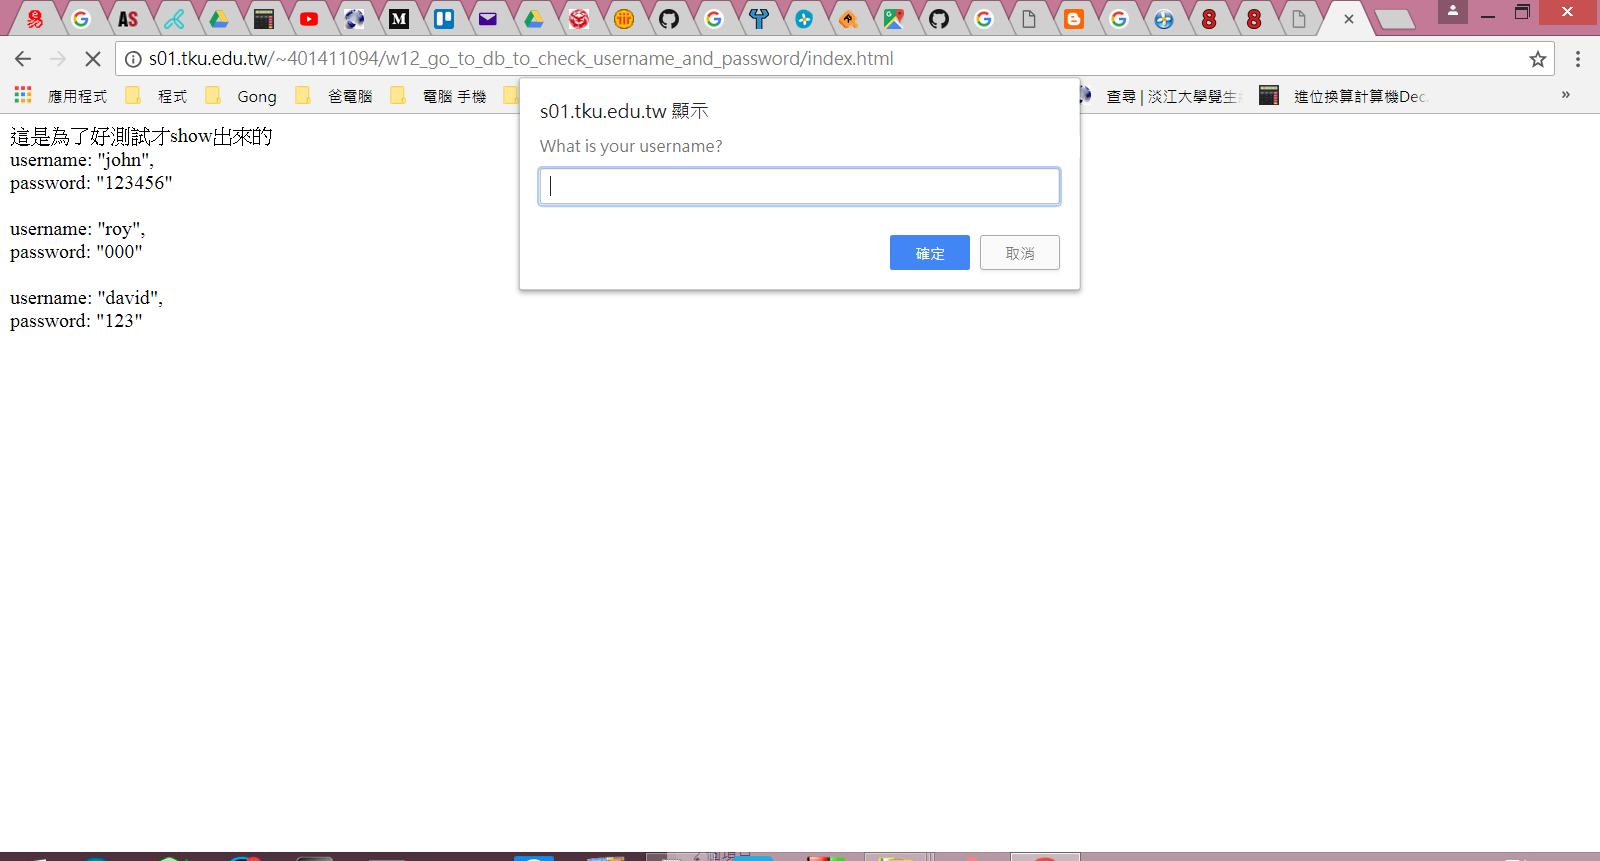 AS
M
8
8
s01.tku.edu.tw/~401411094/w12_go_to_db_to_check_username_and_password/index.html
應用程式 程式 Gong 爸電腦 電腦 手機 查尋 | 淡江大學覺生 進位換算計算機Dec. »
s01.tku.edu.tw 顯示
What is your username?
確定 取消
這是為了好測試才show出來的
username: "john",
password: "123456"
username: "roy",
password: "000"
username: "david",
password: "123"